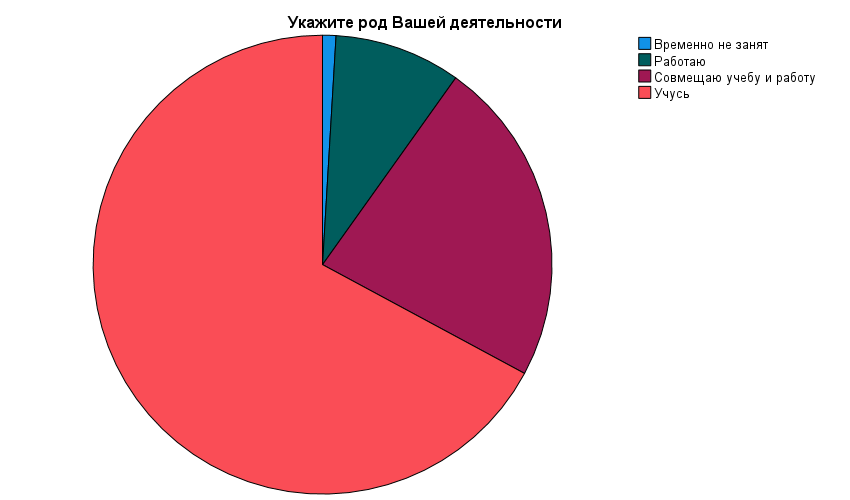 Укажите род Вашей деятельности
Временно не занят
Работаю
Совмещаю учебу и работу
Учусь